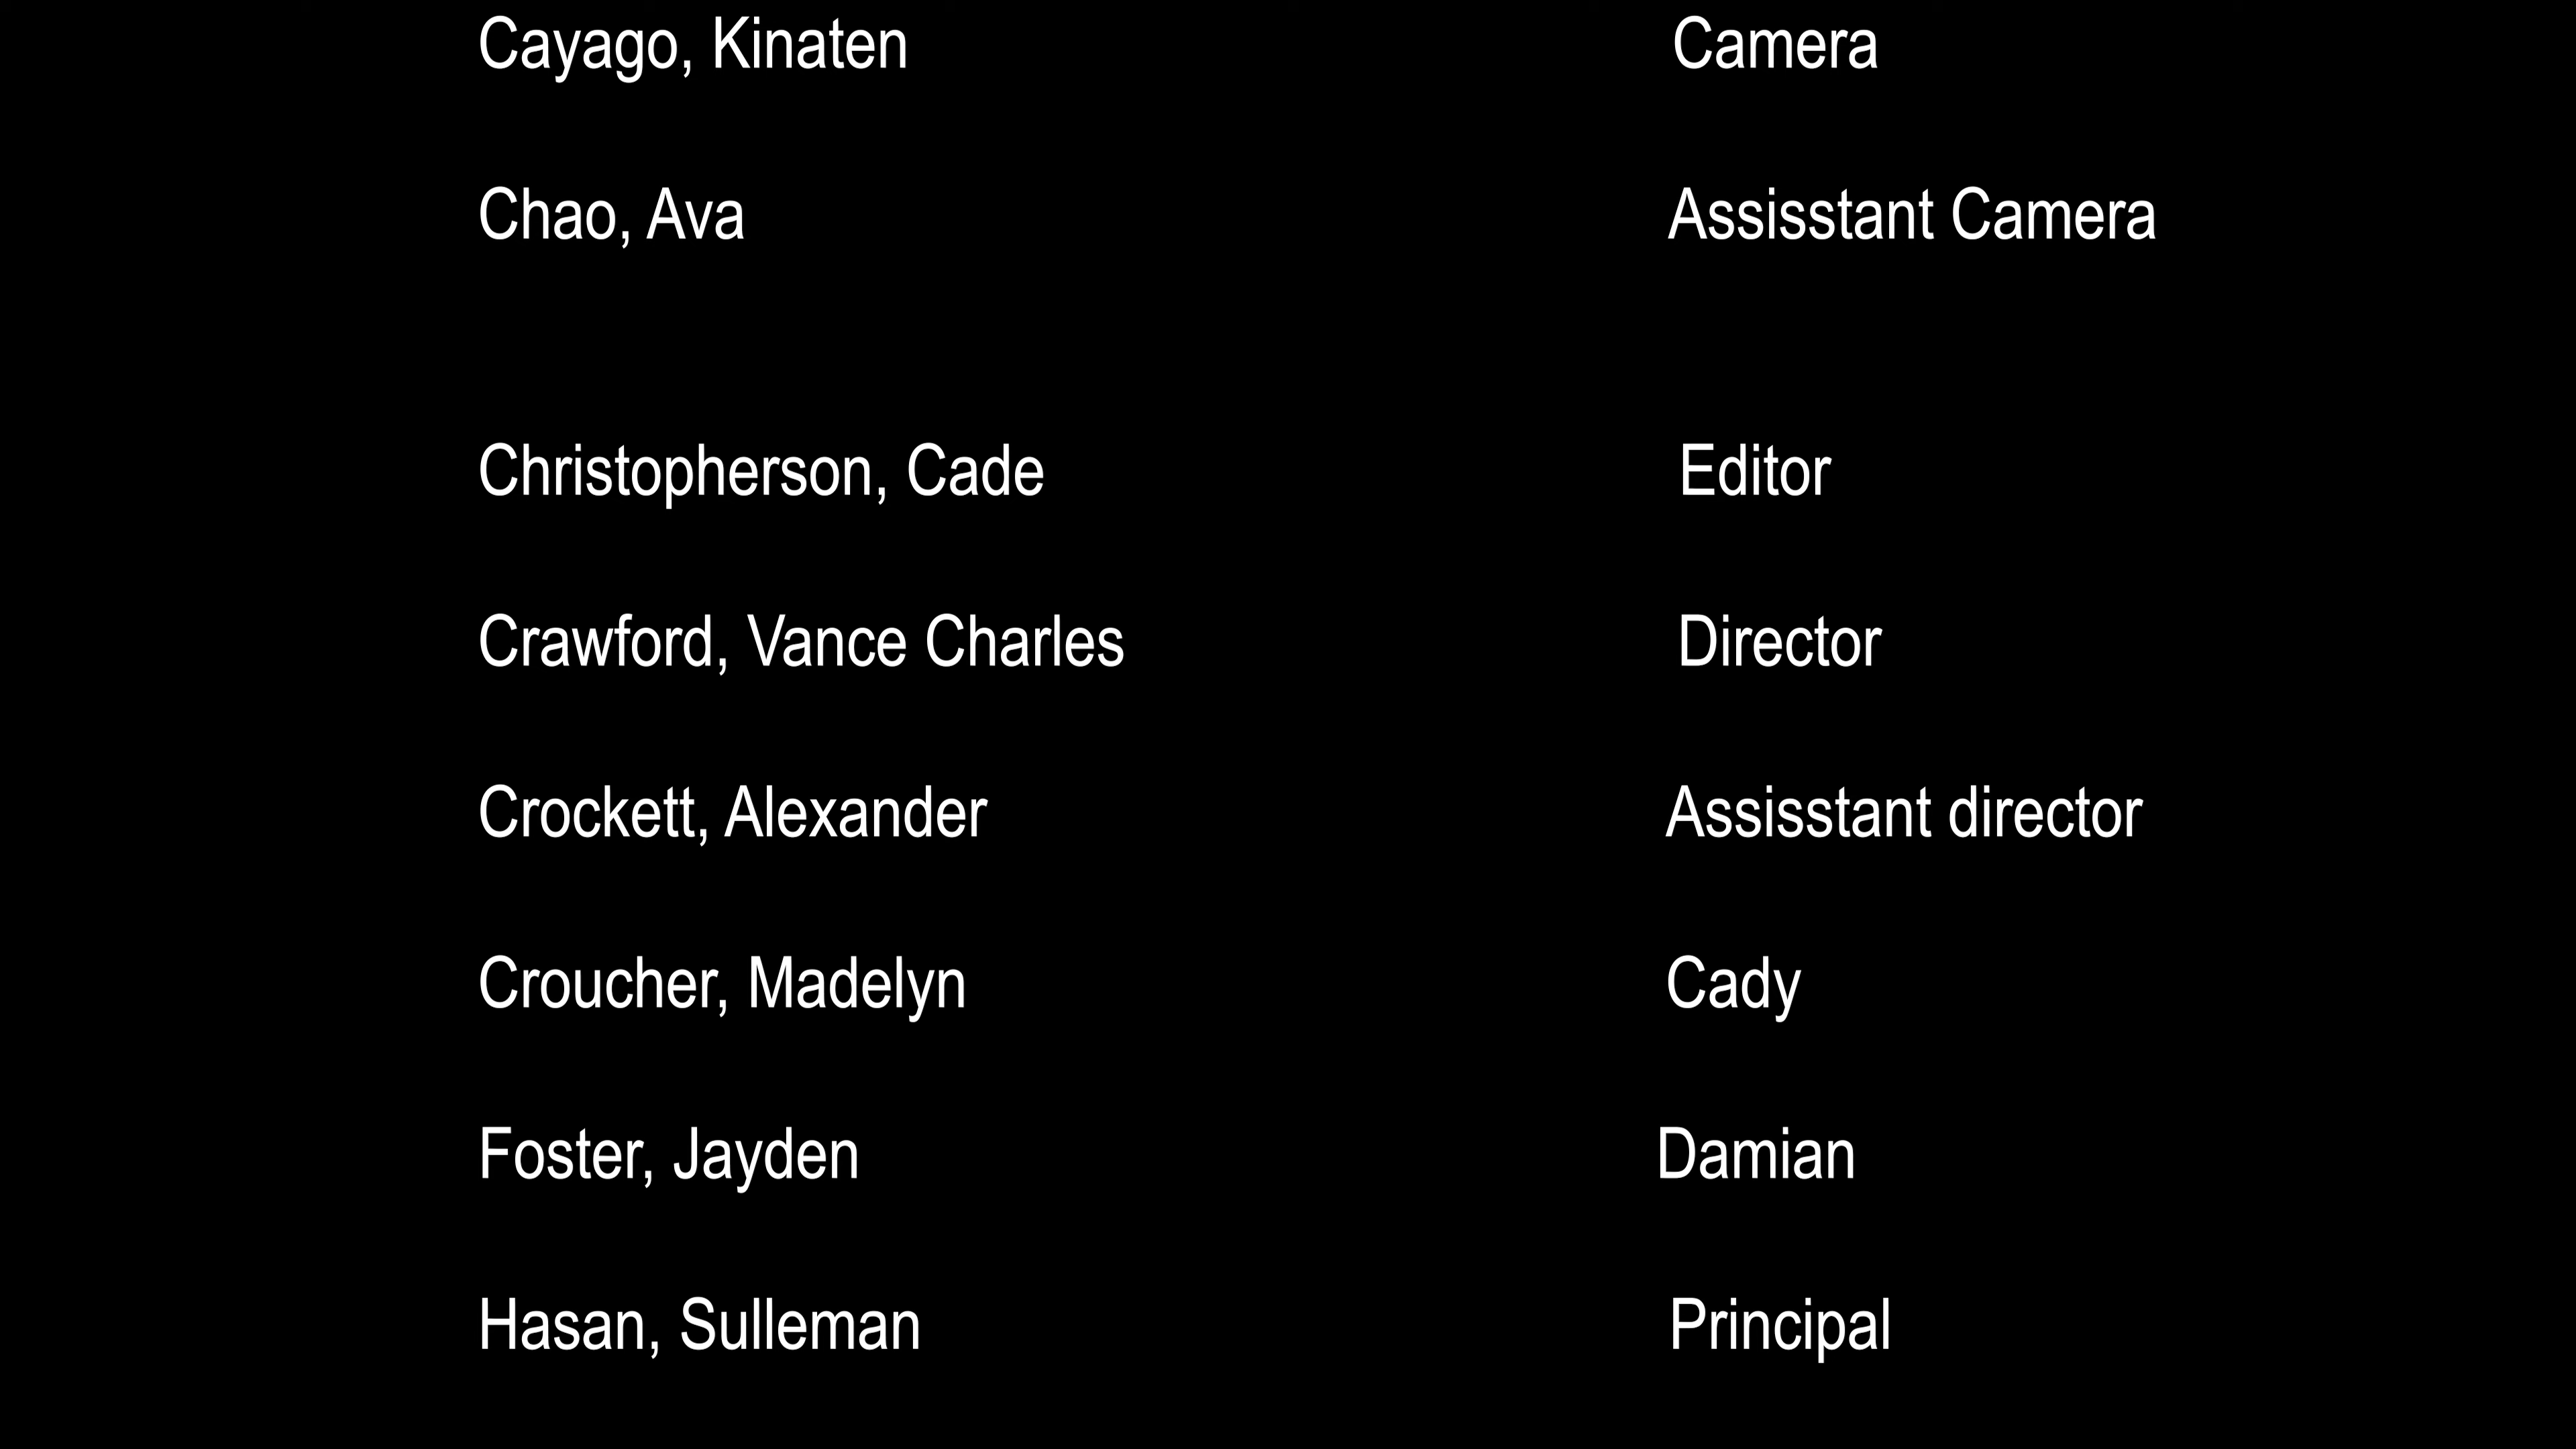 Cayago, Kinaten Camera
Chao, Ava Assisstant Camera
Christopherson, Cade Editor
Crawford, Vance Charles Director
Crockett, Alexander Assisstant director
Croucher, Madelyn Cady
Foster, Jayden Damian
Hasan, Sulleman Principal